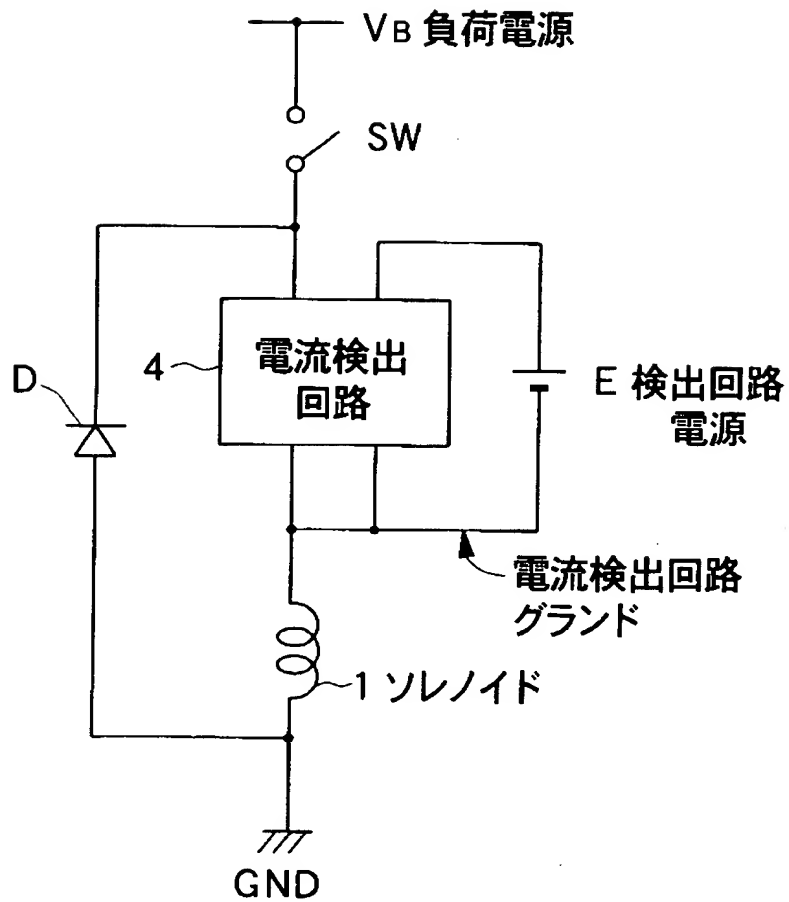 VB 負荷電源
SW
D
4
電流検出
回路
E 検出回路
電源
電流検出回路
グランド
1 ソレノイド
GND